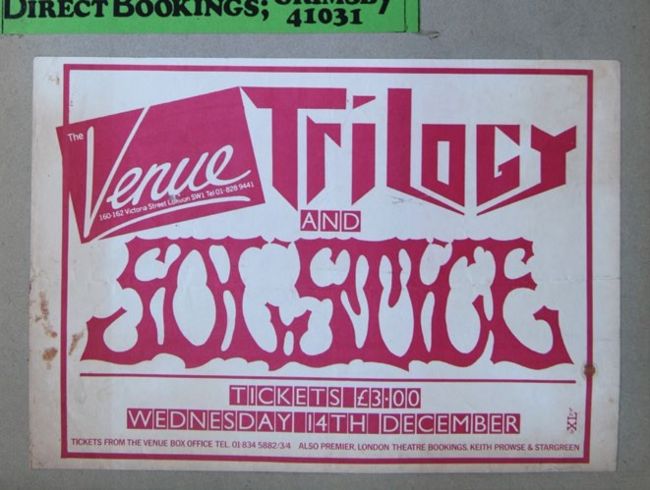 DIRECT BOOKINGS; GRIMSBY
41031
The
Venue
160-162 Victoria Street London SW1 Tel 01-828 9441
TRILOGY
AND
SOLSTICE
TICKETS £3·00
WEDNESDAY 14TH DECEMBER
XL
TICKETS FROM THE VENUE BOX OFFICE TEL. 01-834 5882/3/4 ALSO PREMIER, LONDON THEATRE BOOKINGS, KEITH PROWSE & STARGREEN